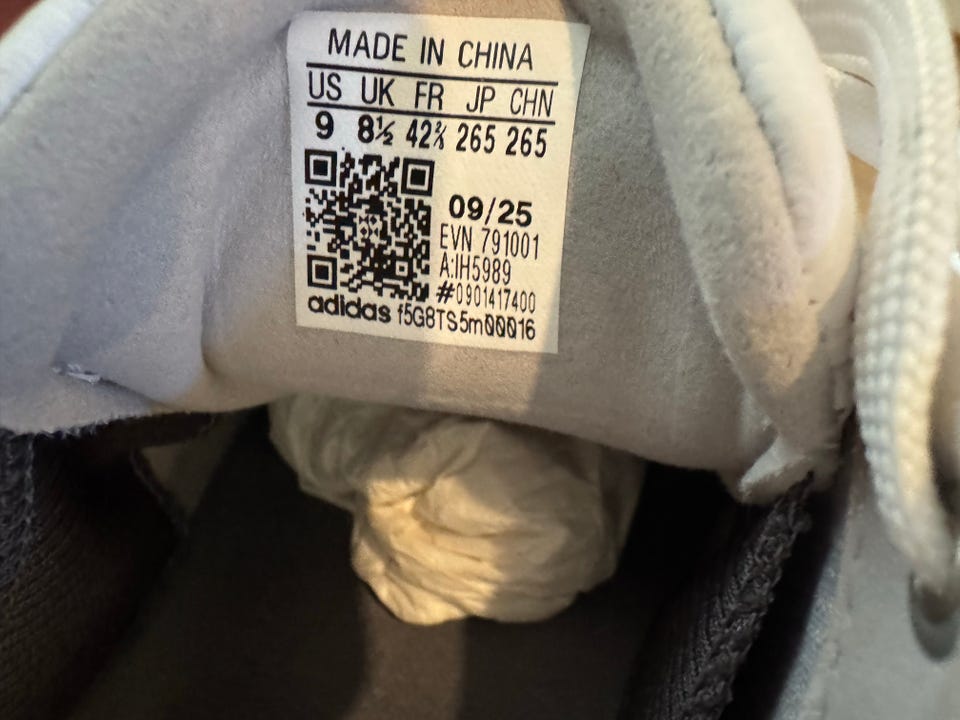 MADE IN CHINA
US UK FR JP CHN
9 8½ 42⅔ 265 265
09/25
EVN 791001
A:IH5989
#0901417400
adidas f5G8TS5m00016